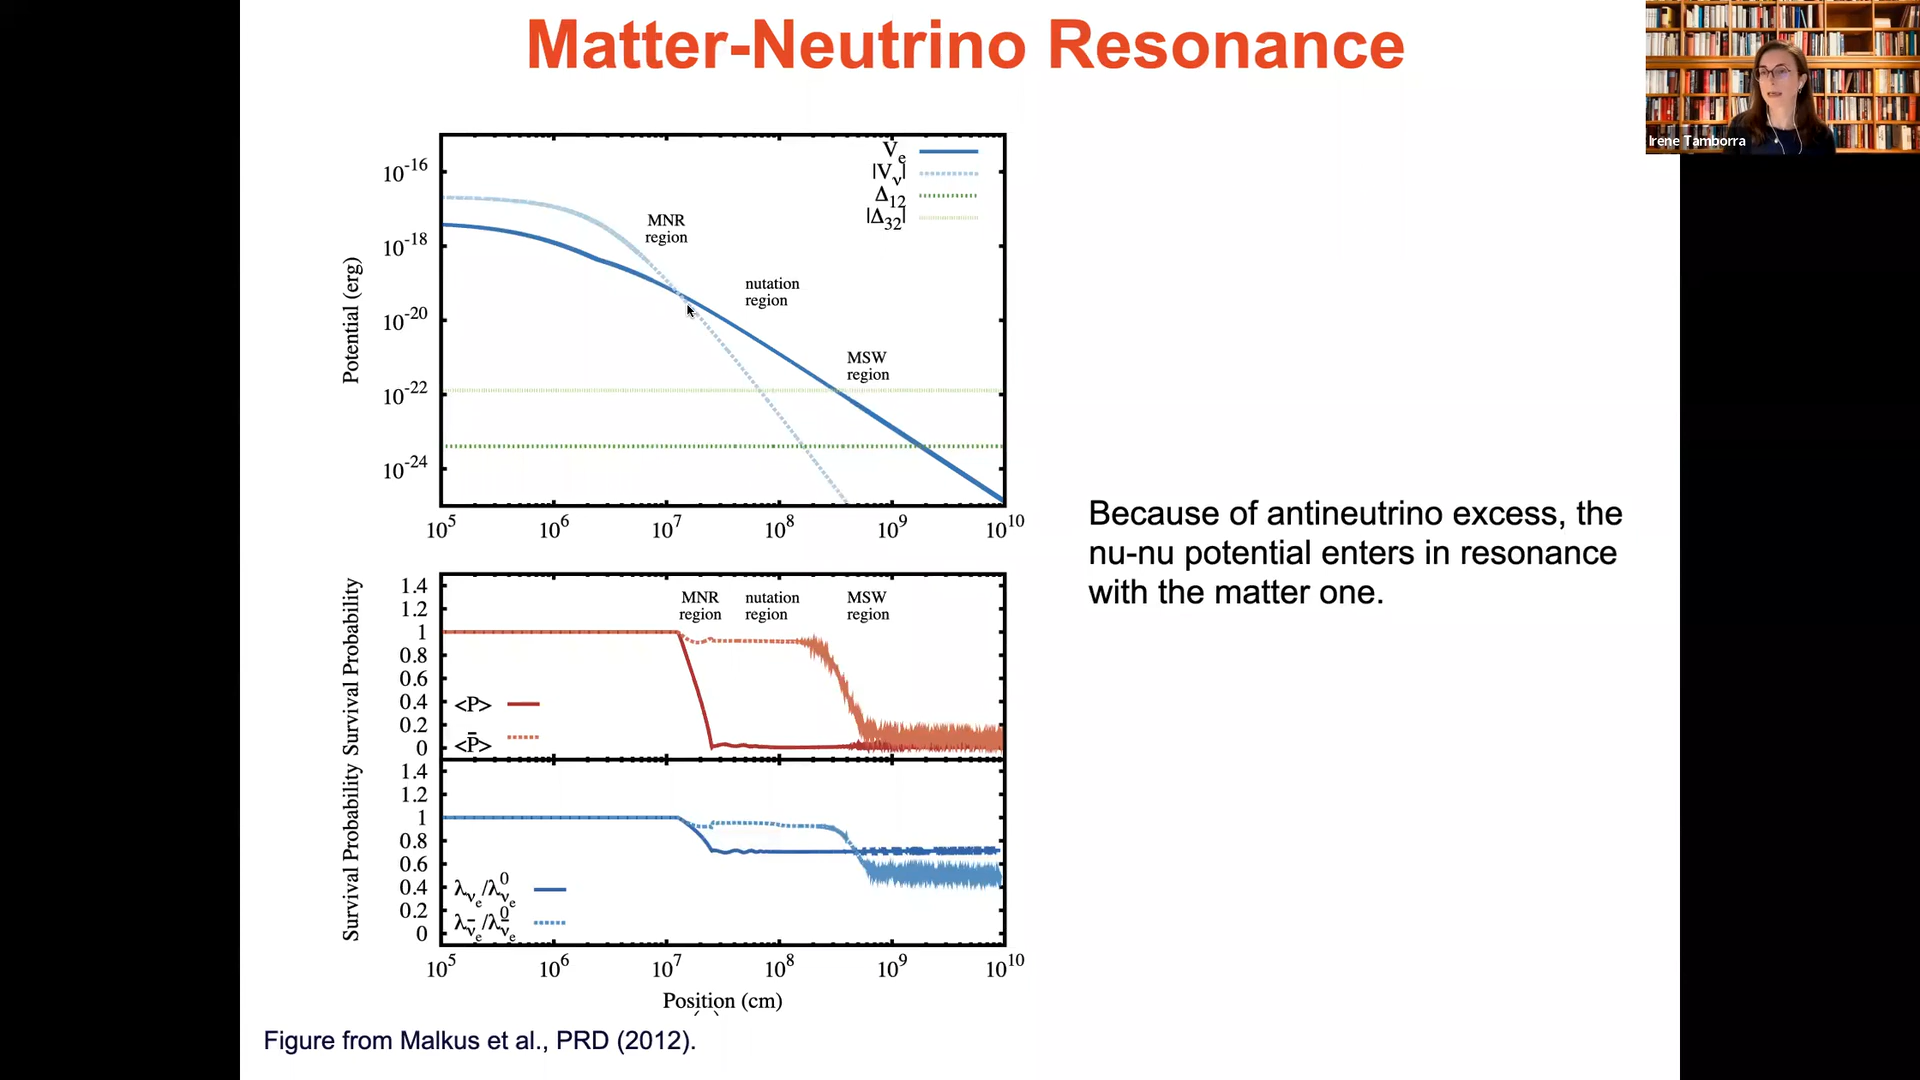 Matter-Neutrino Resonance
Irene Tamborra
V_e
|V_ν|
Δ_12
|Δ_32|
10^-16
10^-18
10^-20
10^-22
10^-24
Potential (erg)
MNR
region
nutation
region
MSW
region
10^5 10^6 10^7 10^8 10^9 10^10
Because of antineutrino excess, the
nu-nu potential enters in resonance
with the matter one.
Survival Probability
1.4
1.2
1
0.8
0.6
0.4
0.2
0
MNR
region
nutation
region
MSW
region
<P>
<P̄>
Survival Probability
1.4
1.2
1
0.8
0.6
0.4
0.2
0
λ_ν_e/λ^0_ν_e
λ_ν̄_e/λ^0_ν̄_e
10^5 10^6 10^7 10^8 10^9 10^10
Position (cm)
Figure from Malkus et al., PRD (2012).